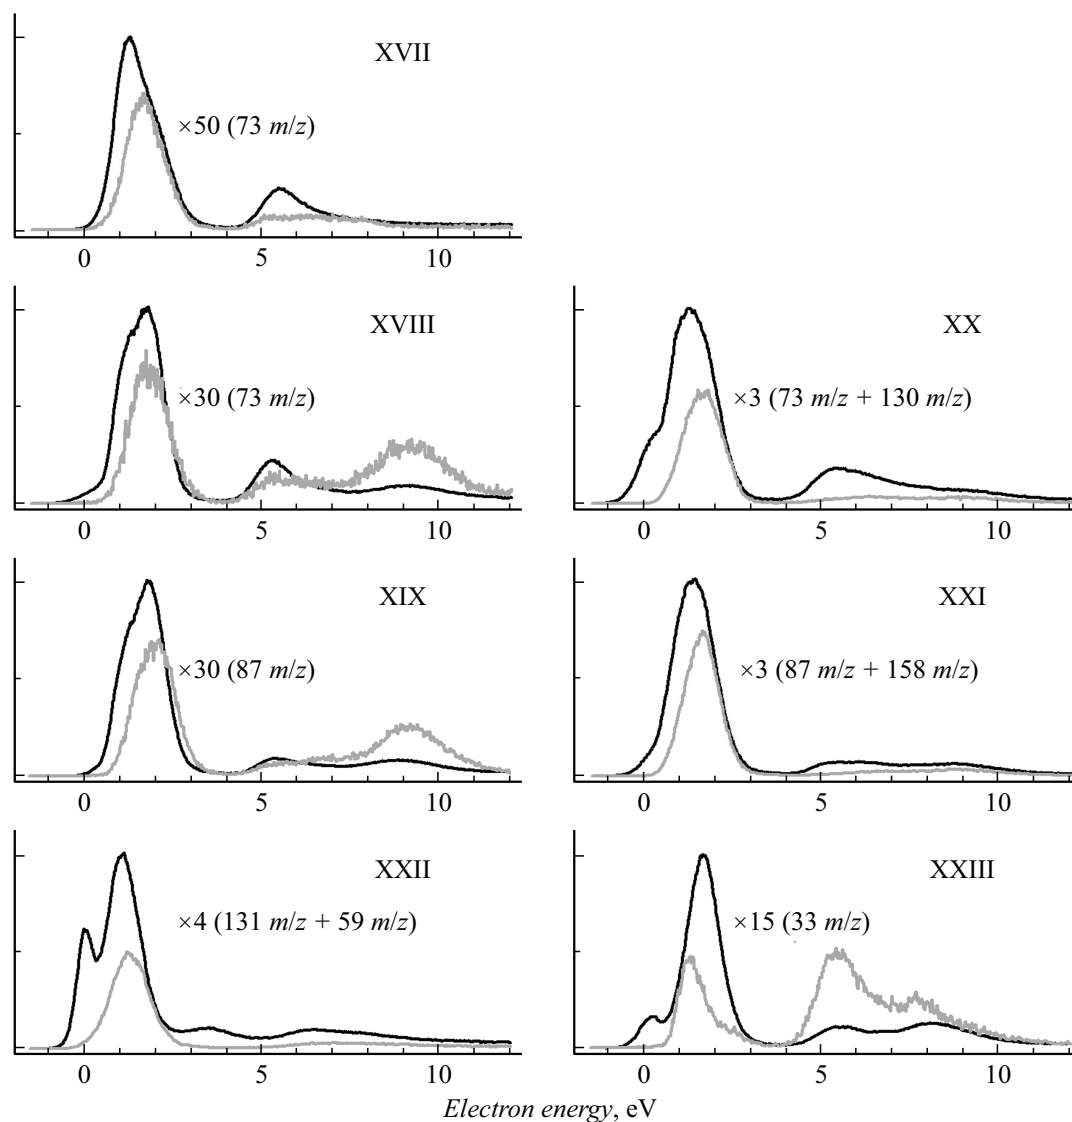 XVII
×50 (73 m/z)
0 5 10
XVIII
×30 (73 m/z)
0 5 10
XX
×3 (73 m/z + 130 m/z)
0 5 10
XIX
×30 (87 m/z)
0 5 10
XXI
×3 (87 m/z + 158 m/z)
0 5 10
XXII
×4 (131 m/z + 59 m/z)
0 5 10
XXIII
×15 (33 m/z)
0 5 10
Electron energy, eV